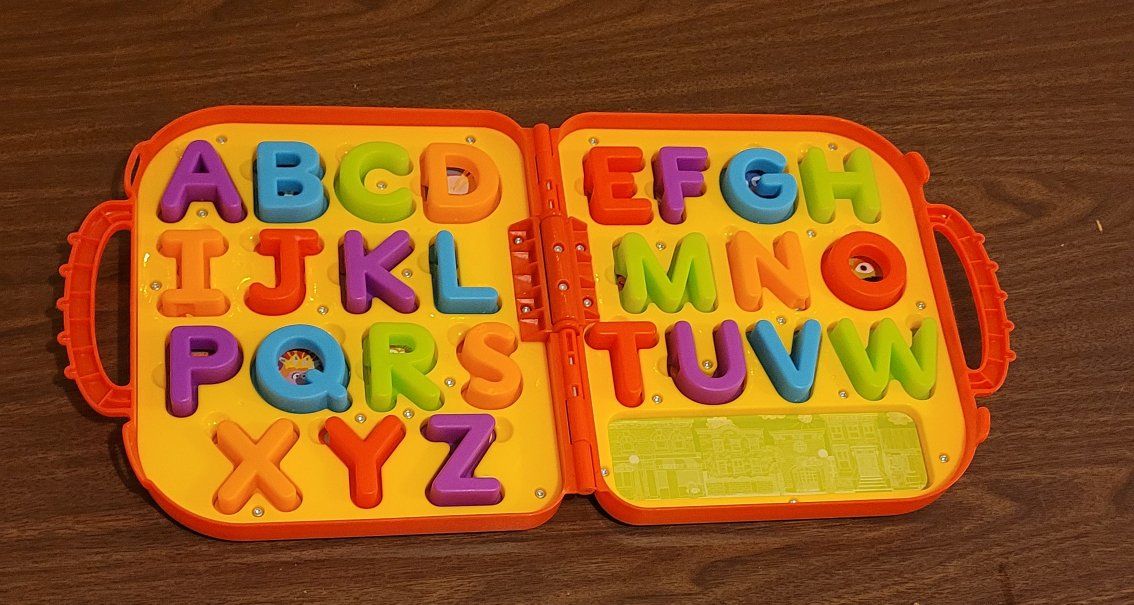 ABCD EFGH
IJKL MNO
PQRS TUVW
XYZ